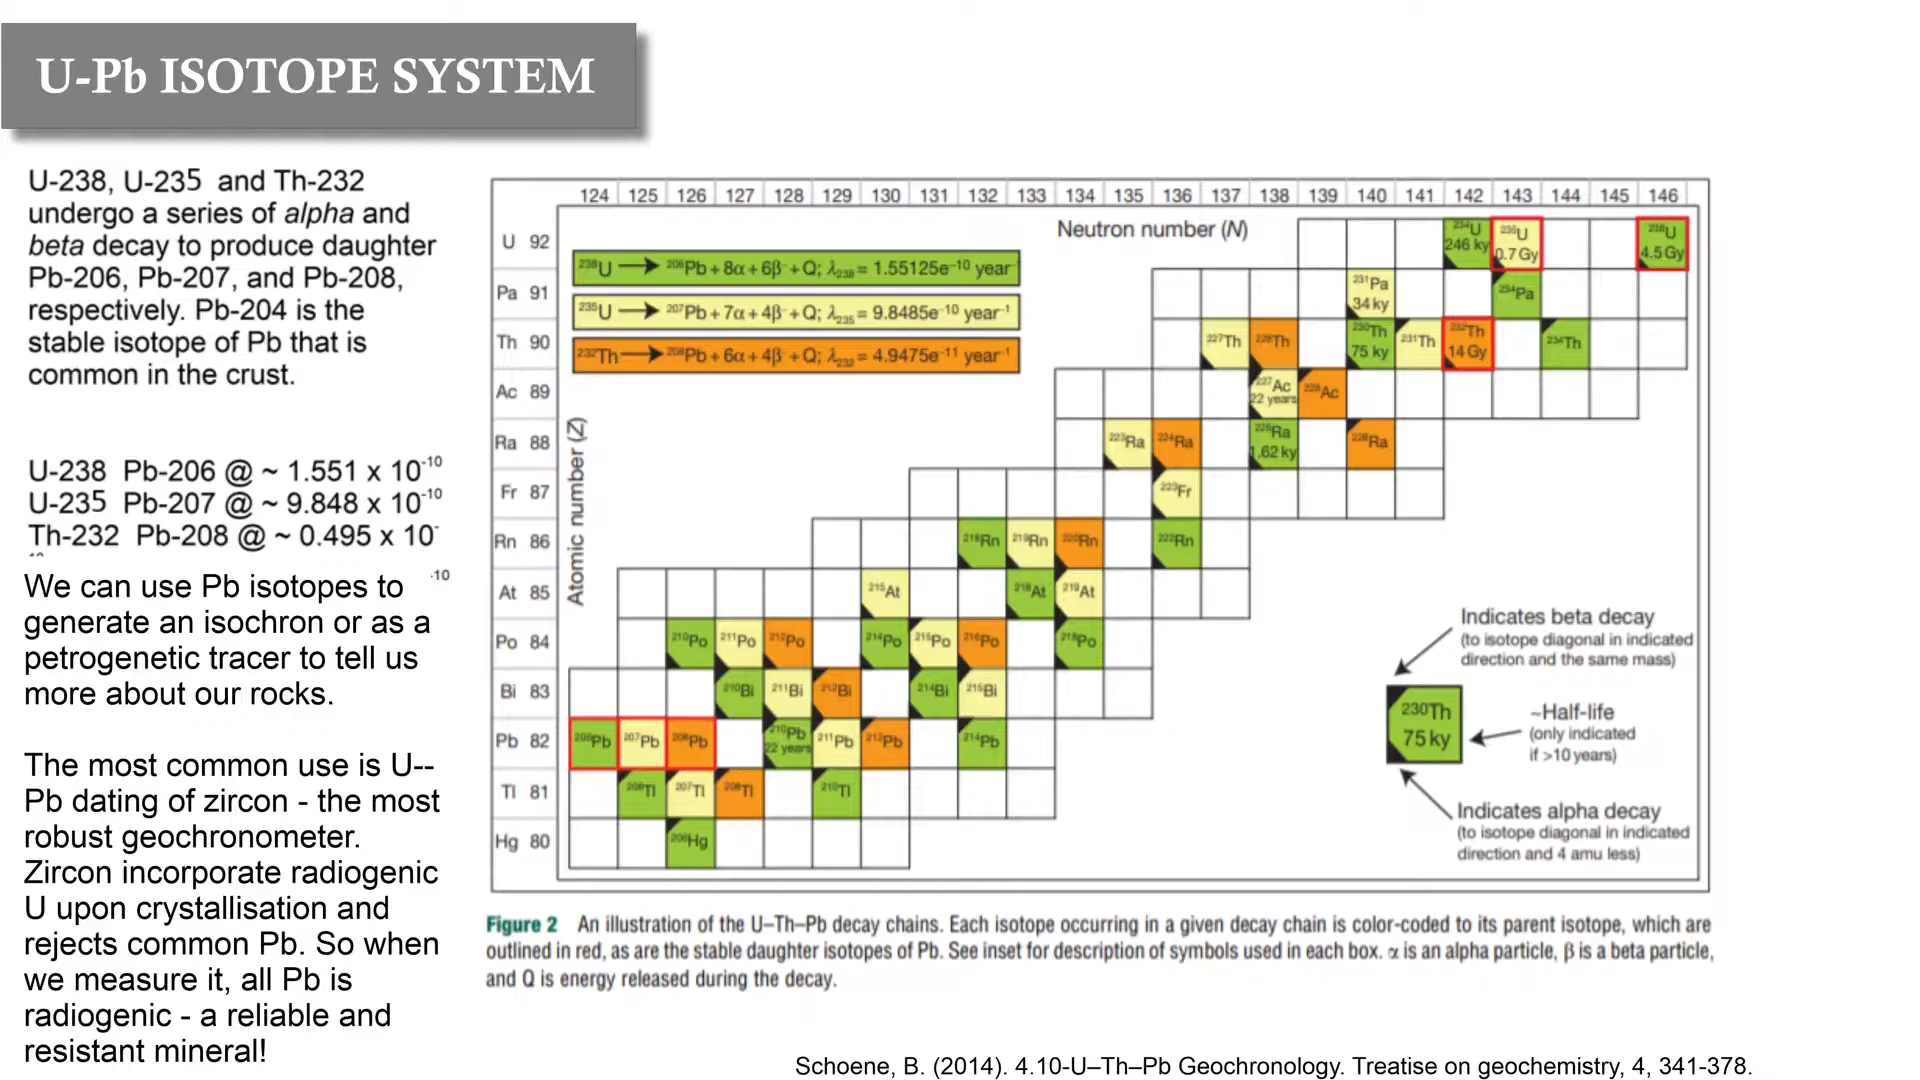 U-Pb ISOTOPE SYSTEM
U-238, U-235 and Th-232
undergo a series of alpha and
beta decay to produce daughter
Pb-206, Pb-207, and Pb-208,
respectively. Pb-204 is the
stable isotope of Pb that is
common in the crust.
U-238 Pb-206 @ ~ 1.551 x 10-10
U-235 Pb-207 @ ~ 9.848 x 10-10
Th-232 Pb-208 @ ~ 0.495 x 10-
-10
We can use Pb isotopes to
generate an isochron or as a
petrogenetic tracer to tell us
more about our rocks.
The most common use is U--
Pb dating of zircon - the most
robust geochronometer.
Zircon incorporate radiogenic
U upon crystallisation and
rejects common Pb. So when
we measure it, all Pb is
radiogenic - a reliable and
resistant mineral!
124 125 126 127 128 129 130 131 132 133 134 135 136 137 138 139 140 141 142 143 144 145 146
Neutron number (N)
Atomic number (Z)
238U → 206Pb + 8α + 6β- + Q; λ238 = 1.55125e-10 year-
235U → 207Pb + 7α + 4β- + Q; λ235 = 9.8485e-10 year-1
232Th → 208Pb + 6α + 4β- + Q; λ232 = 4.9475e-11 year-1
U 92 234U 246 ky 235U 0.7 Gy 238U 4.5 Gy
Pa 91 231Pa 34 ky 234Pa
Th 90 227Th 228Th 230Th 75 ky 231Th 232Th 14 Gy 234Th
Ac 89 227Ac 22 years 228Ac
Ra 88 223Ra 224Ra 226Ra 1.62 ky 228Ra
Fr 87 223Fr
Rn 86 218Rn 219Rn 220Rn 222Rn
At 85 215At 218At 219At
Po 84 210Po 211Po 212Po 214Po 215Po 216Po 218Po
Bi 83 210Bi 211Bi 212Bi 214Bi 215Bi
Pb 82 206Pb 207Pb 208Pb 210Pb 22 years 211Pb 212Pb 214Pb
Tl 81 206Tl 207Tl 208Tl 210Tl
Hg 80 206Hg
Indicates beta decay
(to isotope diagonal in indicated
direction and the same mass)
230Th
75 ky
~Half-life
(only indicated
if >10 years)
Indicates alpha decay
(to isotope diagonal in indicated
direction and 4 amu less)
Figure 2 An illustration of the U–Th–Pb decay chains. Each isotope occurring in a given decay chain is color-coded to its parent isotope, which are
outlined in red, as are the stable daughter isotopes of Pb. See inset for description of symbols used in each box. α is an alpha particle, β is a beta particle,
and Q is energy released during the decay.
Schoene, B. (2014). 4.10-U–Th–Pb Geochronology. Treatise on geochemistry, 4, 341-378.